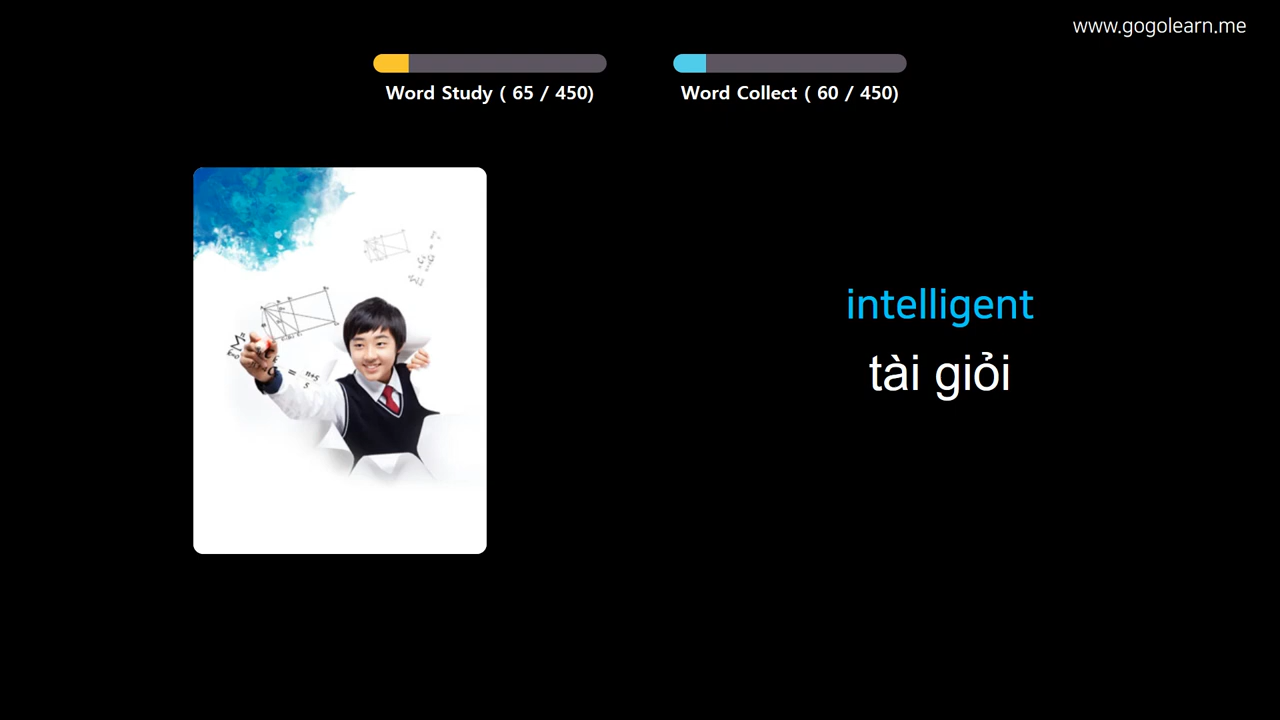 www.gogolearn.me
Word Study ( 65 / 450)
Word Collect ( 60 / 450)
intelligent
tài giỏi